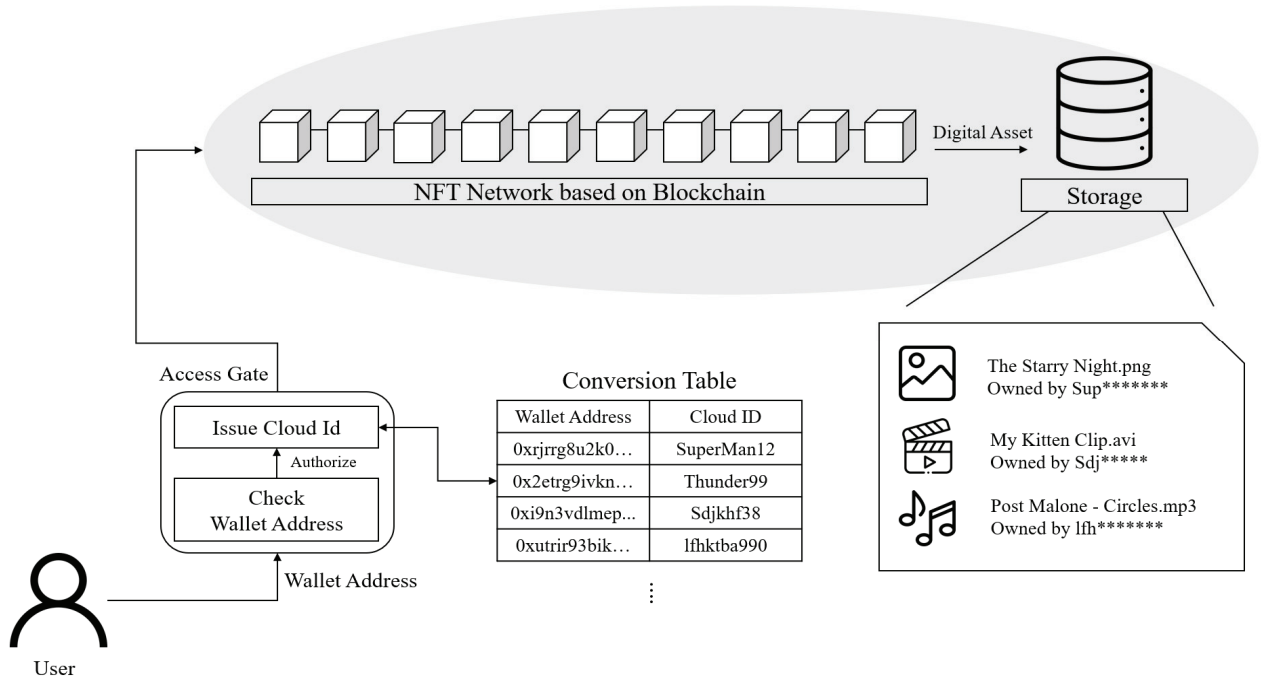 Digital Asset
NFT Network based on Blockchain
Storage
Access Gate
Issue Cloud Id
Authorize
Check
Wallet Address
Wallet Address
User
Conversion Table
Wallet Address Cloud ID
0xrjrrg8u2k0… SuperMan12
0x2etrg9ivkn… Thunder99
0xi9n3vdlmep... Sdjkhf38
0xutrir93bik… lfhktba990
The Starry Night.png
Owned by Sup*******
My Kitten Clip.avi
Owned by Sdj*****
Post Malone - Circles.mp3
Owned by lfh*******